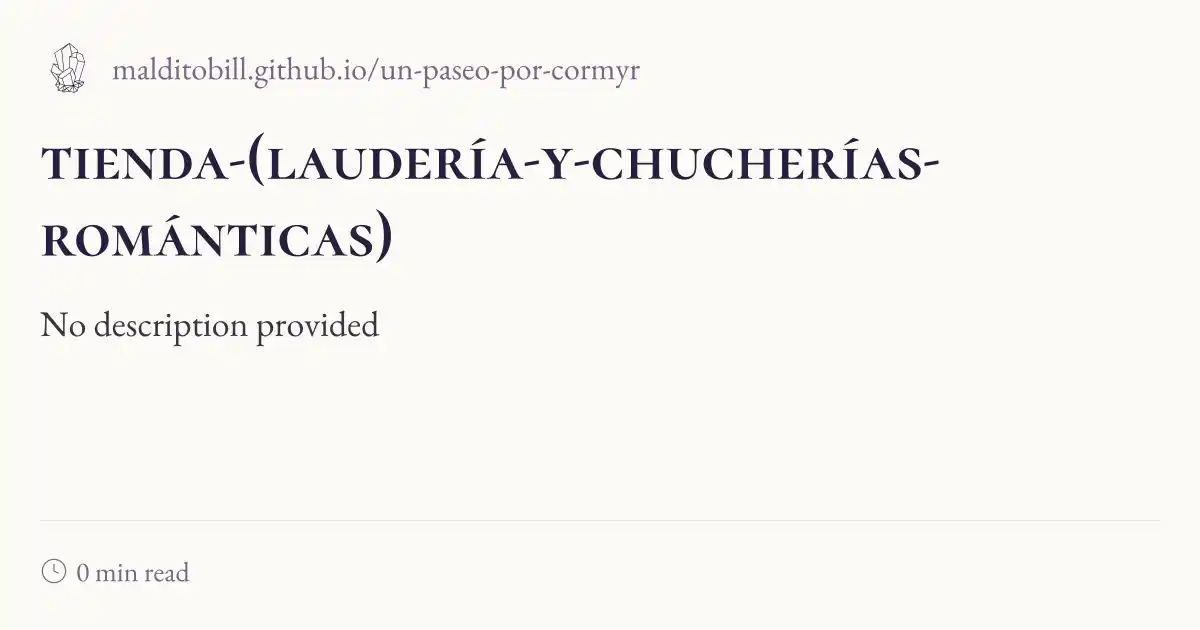 malditobill.github.io/un-paseo-por-cormyr
tienda-(laudería-y-chucherías-
románticas)
No description provided
0 min read